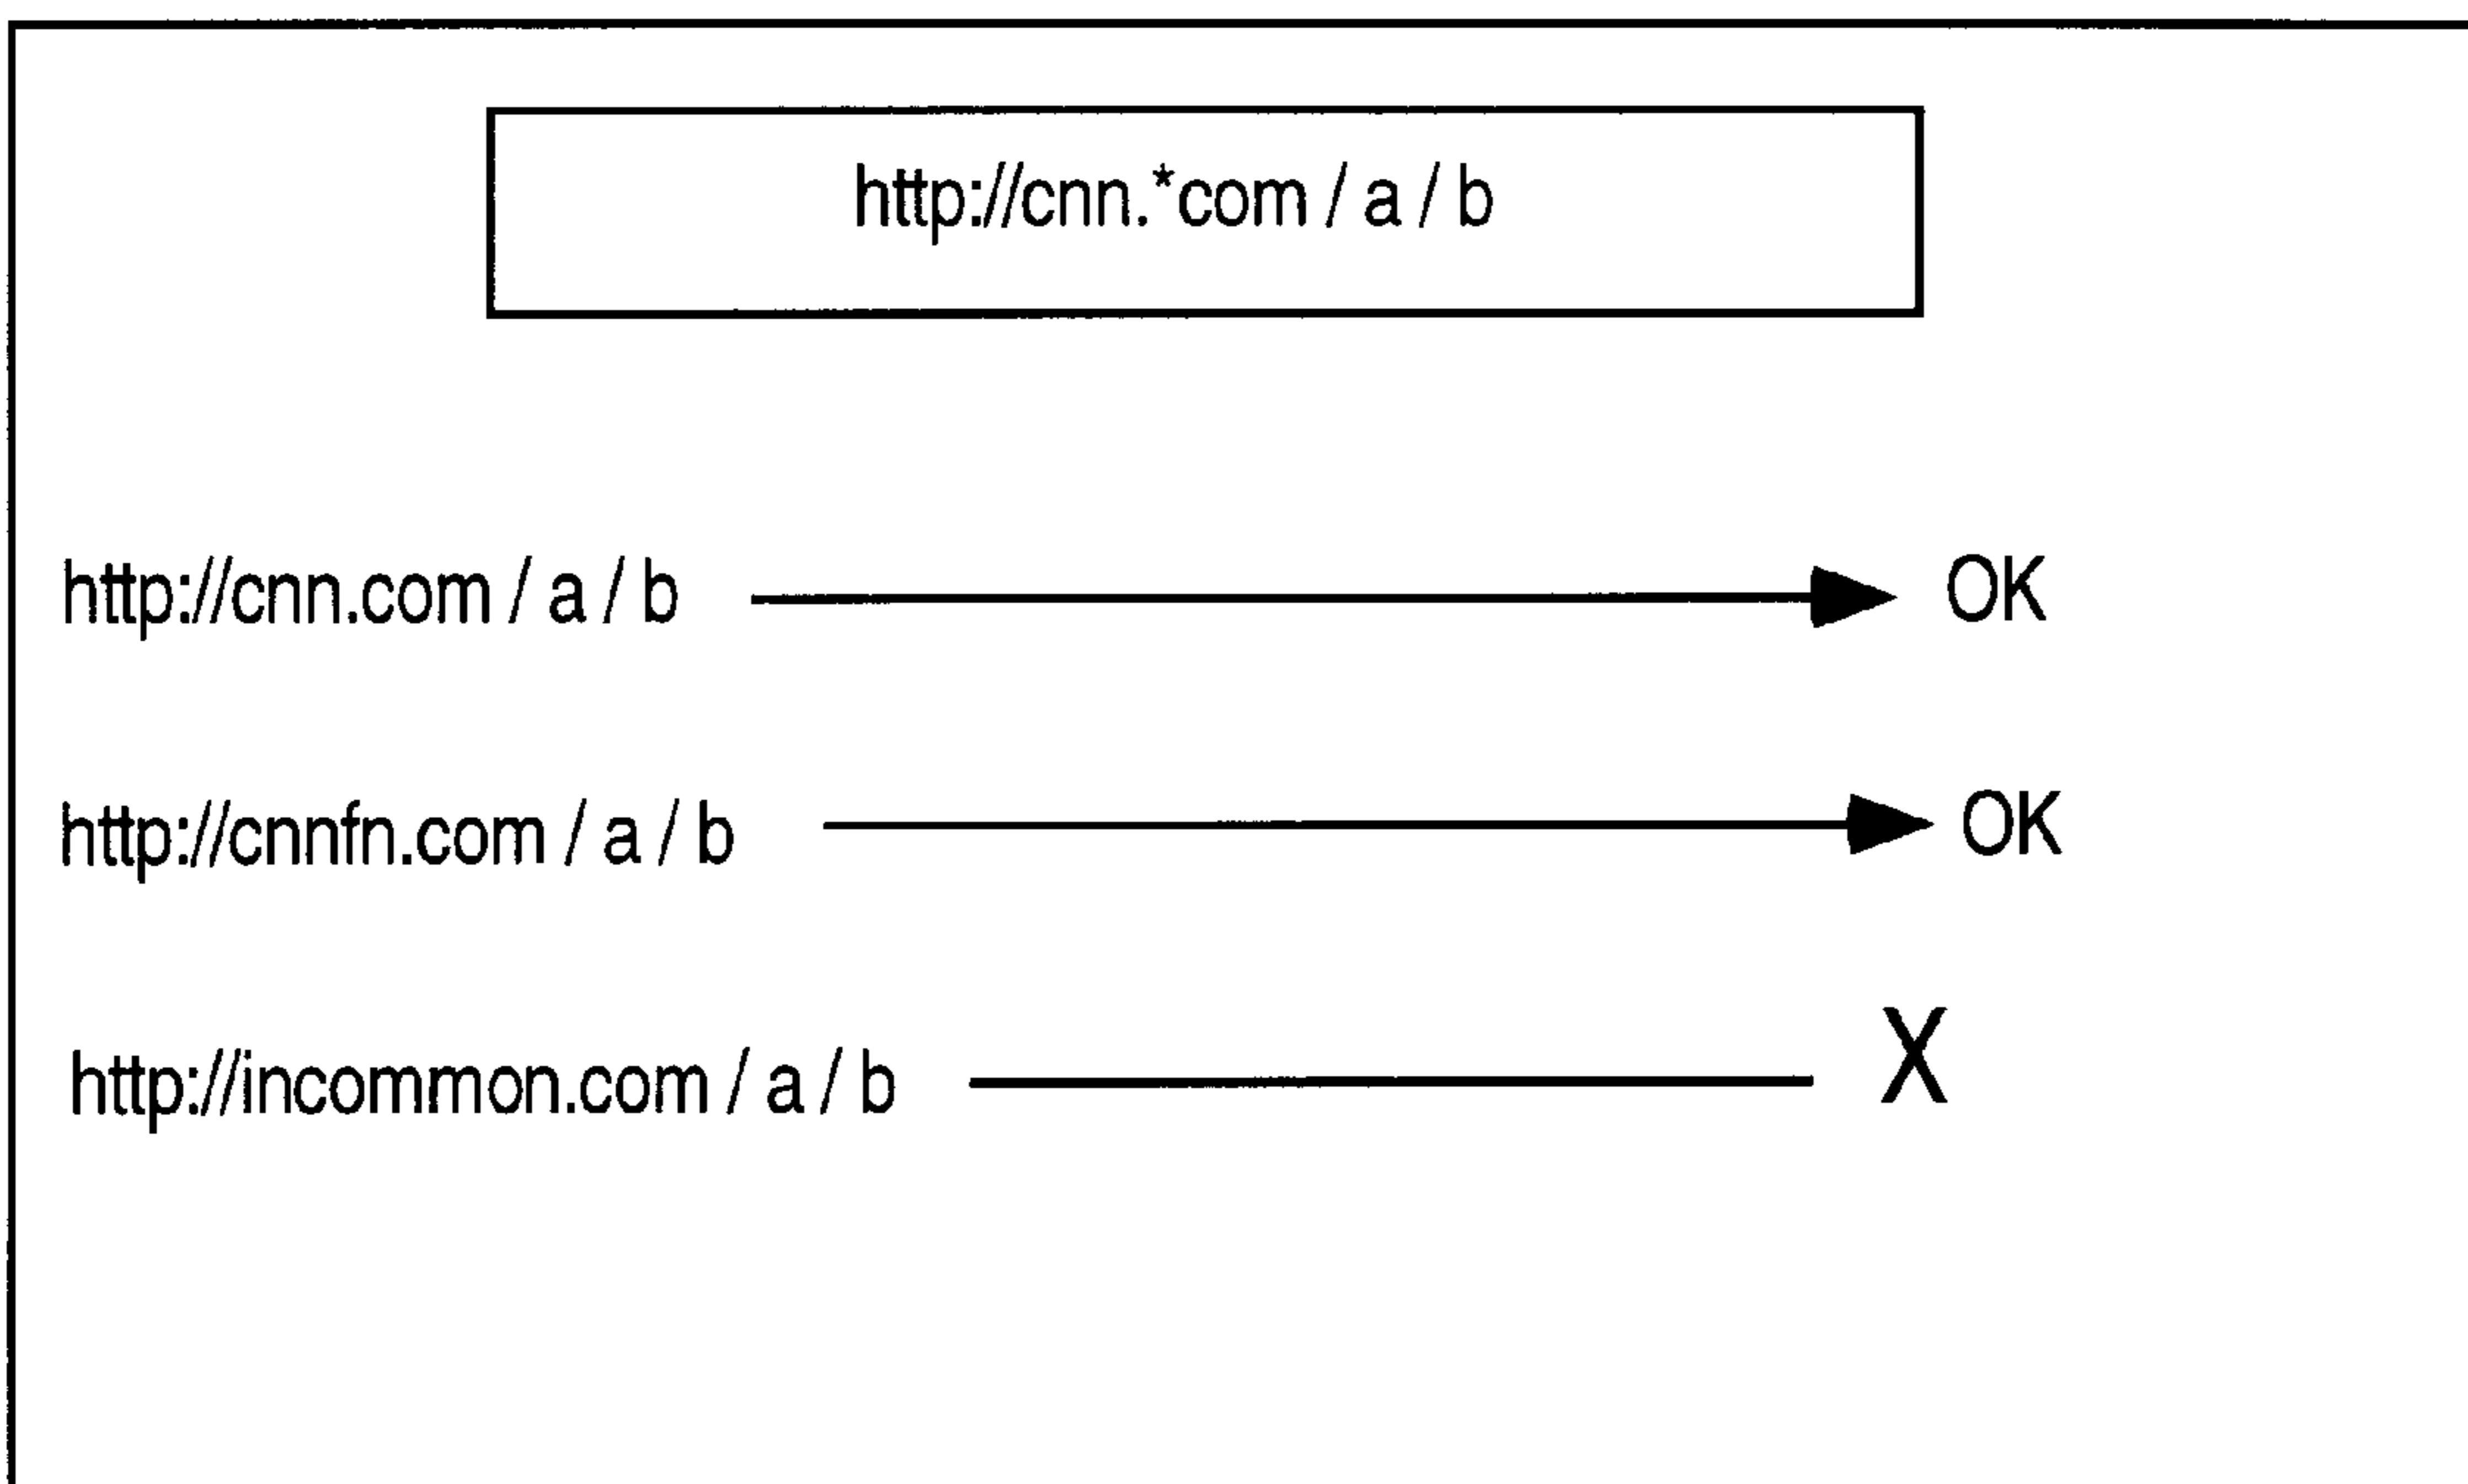 http://cnn.*com / a / b
http://cnn.com / a / b OK
http://cnnfn.com / a / b OK
http://incommon.com / a / b X